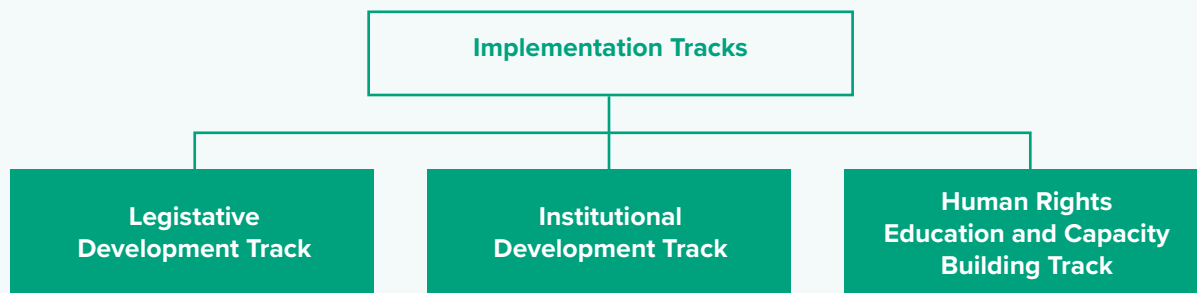 Implementation Tracks
Legistative
Development Track
Institutional
Development Track
Human Rights
Education and Capacity
Building Track